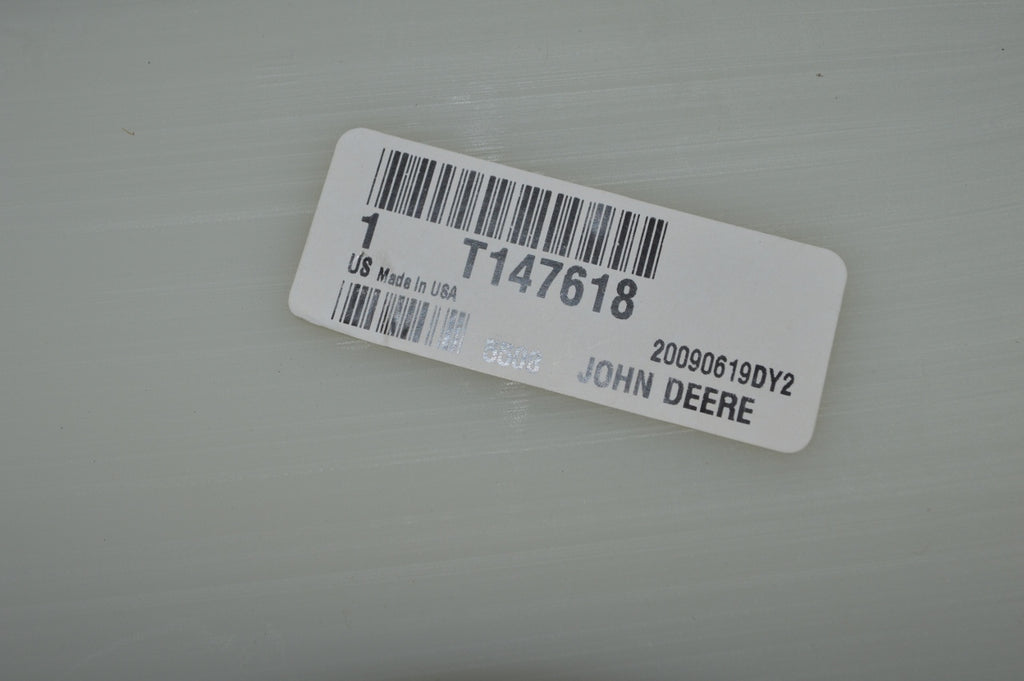 1 T147618
US Made In USA
20090619DY2
JOHN DEERE